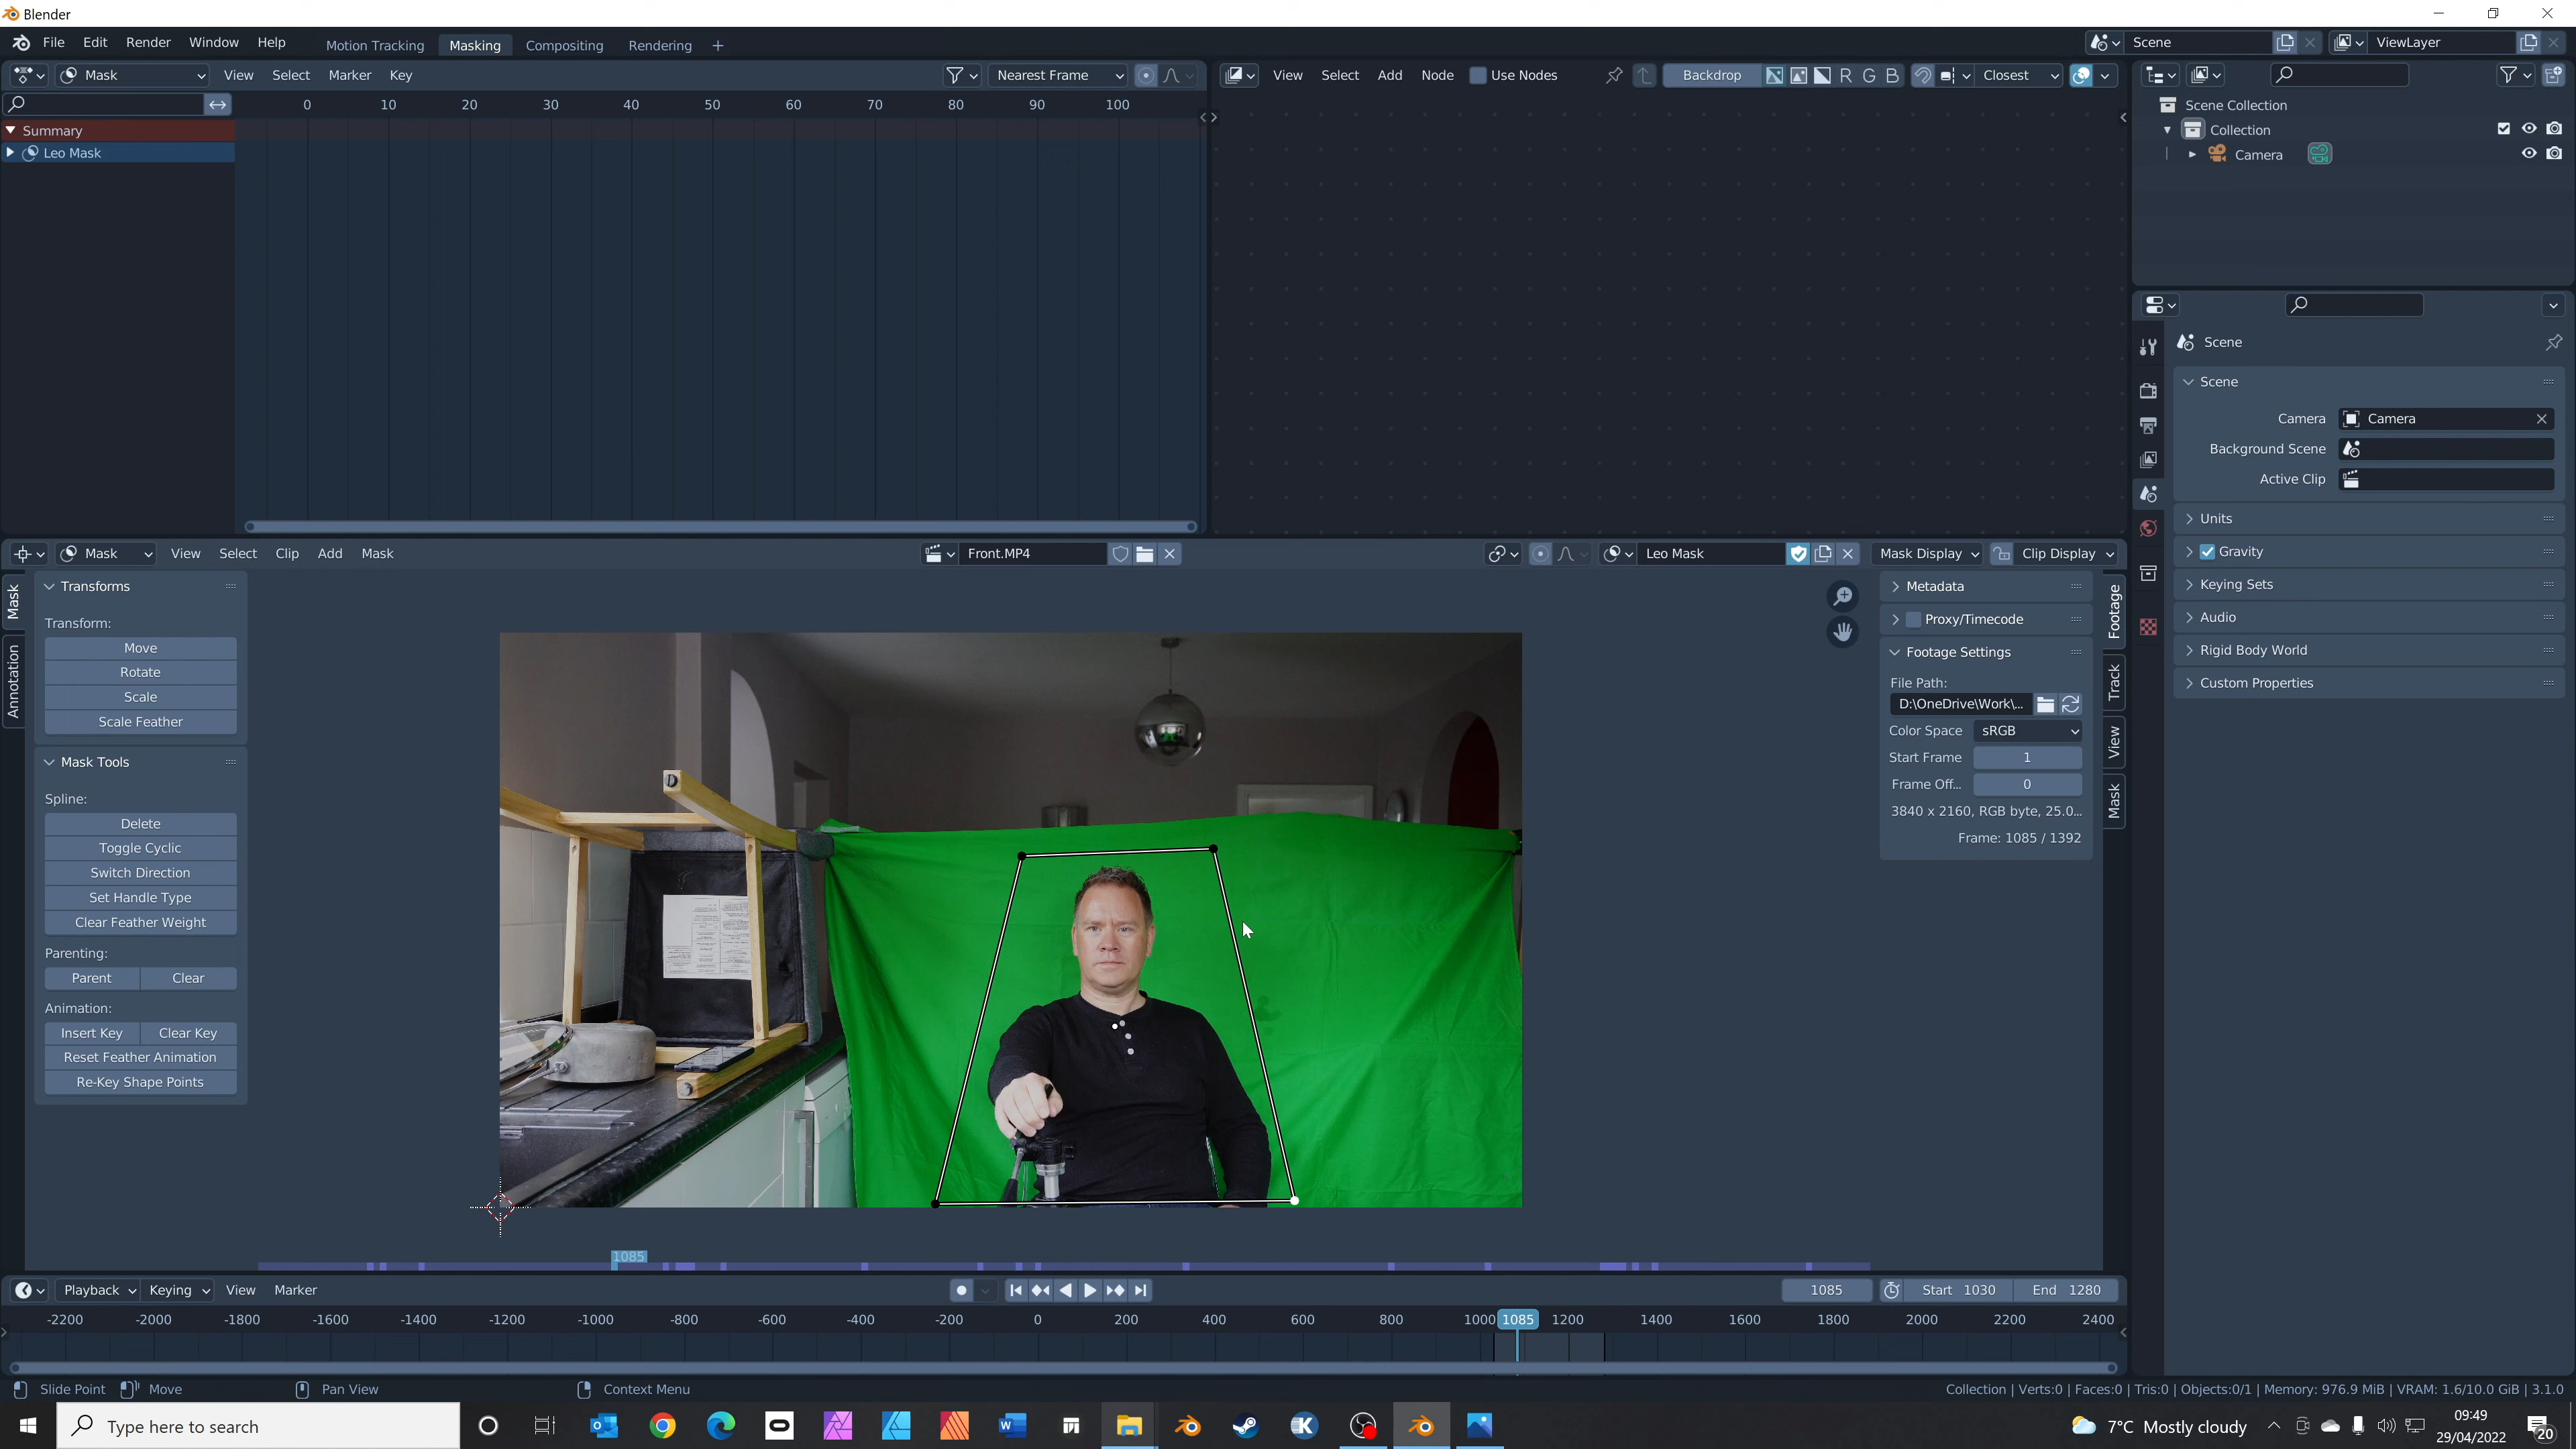 Blender
File Edit Render Window Help Motion Tracking Masking Compositing Rendering + Scene ViewLayer
Mask View Select Marker Key Nearest Frame View Select Add Node Use Nodes Backdrop R G B Closest
0 10 20 30 40 50 60 70 80 90 100
Summary
Leo Mask
Scene Collection
Collection
Camera
Scene
Scene
Camera Camera
Background Scene
Active Clip
Units
Gravity
Keying Sets
Audio
Rigid Body World
Custom Properties
Mask View Select Clip Add Mask Front.MP4 Leo Mask Mask Display Clip Display
Mask
Annotation
Transforms
Transform:
Move
Rotate
Scale
Scale Feather
Mask Tools
Spline:
Delete
Toggle Cyclic
Switch Direction
Set Handle Type
Clear Feather Weight
Parenting:
Parent Clear
Animation:
Insert Key Clear Key
Reset Feather Animation
Re-Key Shape Points
D
Metadata
Proxy/Timecode
Footage Settings
File Path:
D:\OneDrive\Work\...
Color Space sRGB
Start Frame 1
Frame Off... 0
3840 x 2160, RGB byte, 25.0...
Frame: 1085 / 1392
Footage
Track
View
Mask
1085
Playback Keying View Marker 1085 Start 1030 End 1280
-2200 -2000 -1800 -1600 -1400 -1200 -1000 -800 -600 -400 -200 0 200 400 600 800 1000 1085 1200 1400 1600 1800 2000 2200 2400
Slide Point Move Pan View Context Menu Collection | Verts:0 | Faces:0 | Tris:0 | Objects:0/1 | Memory: 976.9 MiB | VRAM: 1.6/10.0 GiB | 3.1.0
Type here to search 7°C Mostly cloudy 09:49
29/04/2022 20